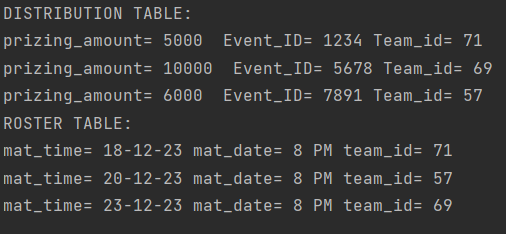 DISTRIBUTION TABLE:
prizing_amount= 5000  Event_ID= 1234 Team_id= 71
prizing_amount= 10000  Event_ID= 5678 Team_id= 69
prizing_amount= 6000  Event_ID= 7891 Team_id= 57
ROSTER TABLE:
mat_time= 18-12-23 mat_date= 8 PM team_id= 71
mat_time= 20-12-23 mat_date= 8 PM team_id= 57
mat_time= 23-12-23 mat_date= 8 PM team_id= 69